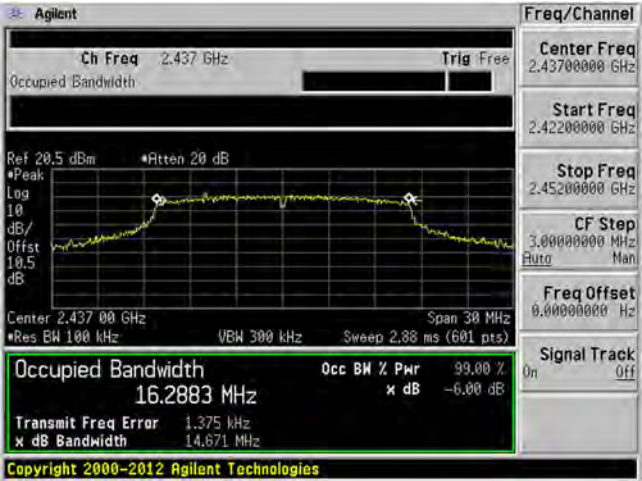 Agilent
Freq/Channel
Ch Freq 2.437 GHz Trig Free
Occupied Bandwidth
Center Freq
2.43700000 GHz
Start Freq
2.42200000 GHz
Stop Freq
2.45200000 GHz
CF Step
3.00000000 MHz
Auto Man
Freq Offset
0.00000000 Hz
Signal Track
On Off
Ref 20.5 dBm #Atten 20 dB
#Peak
Log
10
dB/
Offst
10.5
dB
Center 2.437 00 GHz Span 30 MHz
#Res BW 100 kHz VBW 300 kHz Sweep 2.88 ms (601 pts)
Occupied Bandwidth Occ BW % Pwr 99.00 %
16.2883 MHz x dB -6.00 dB
Transmit Freq Error 1.375 kHz
x dB Bandwidth 14.671 MHz
Copyright 2000-2012 Agilent Technologies